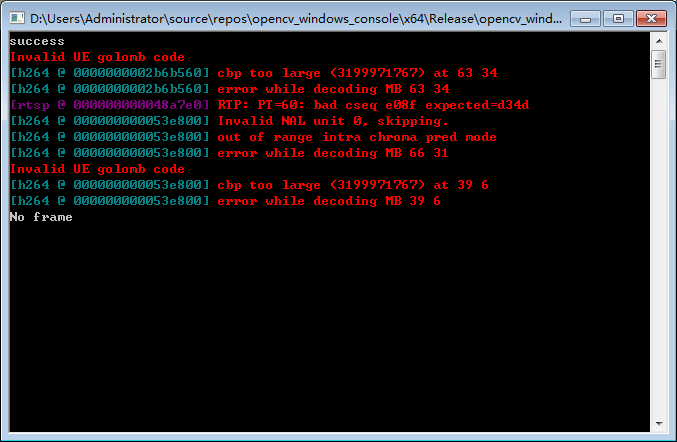 D:\Users\Administrator\source\repos\opencv_windows_console\x64\Release\opencv_wind...
success
Invalid UE golomb code
[h264 @ 0000000002b6b560] cbp too large (3199971767) at 63 34
[h264 @ 0000000002b6b560] error while decoding MB 63 34
[rtsp @ 000000000048a7e0] RTP: PT=60: bad cseq e08f expected=d34d
[h264 @ 000000000053e800] Invalid NAL unit 0, skipping.
[h264 @ 000000000053e800] out of range intra chroma pred mode
[h264 @ 000000000053e800] error while decoding MB 66 31
Invalid UE golomb code
[h264 @ 000000000053e800] cbp too large (3199971767) at 39 6
[h264 @ 000000000053e800] error while decoding MB 39 6
No frame